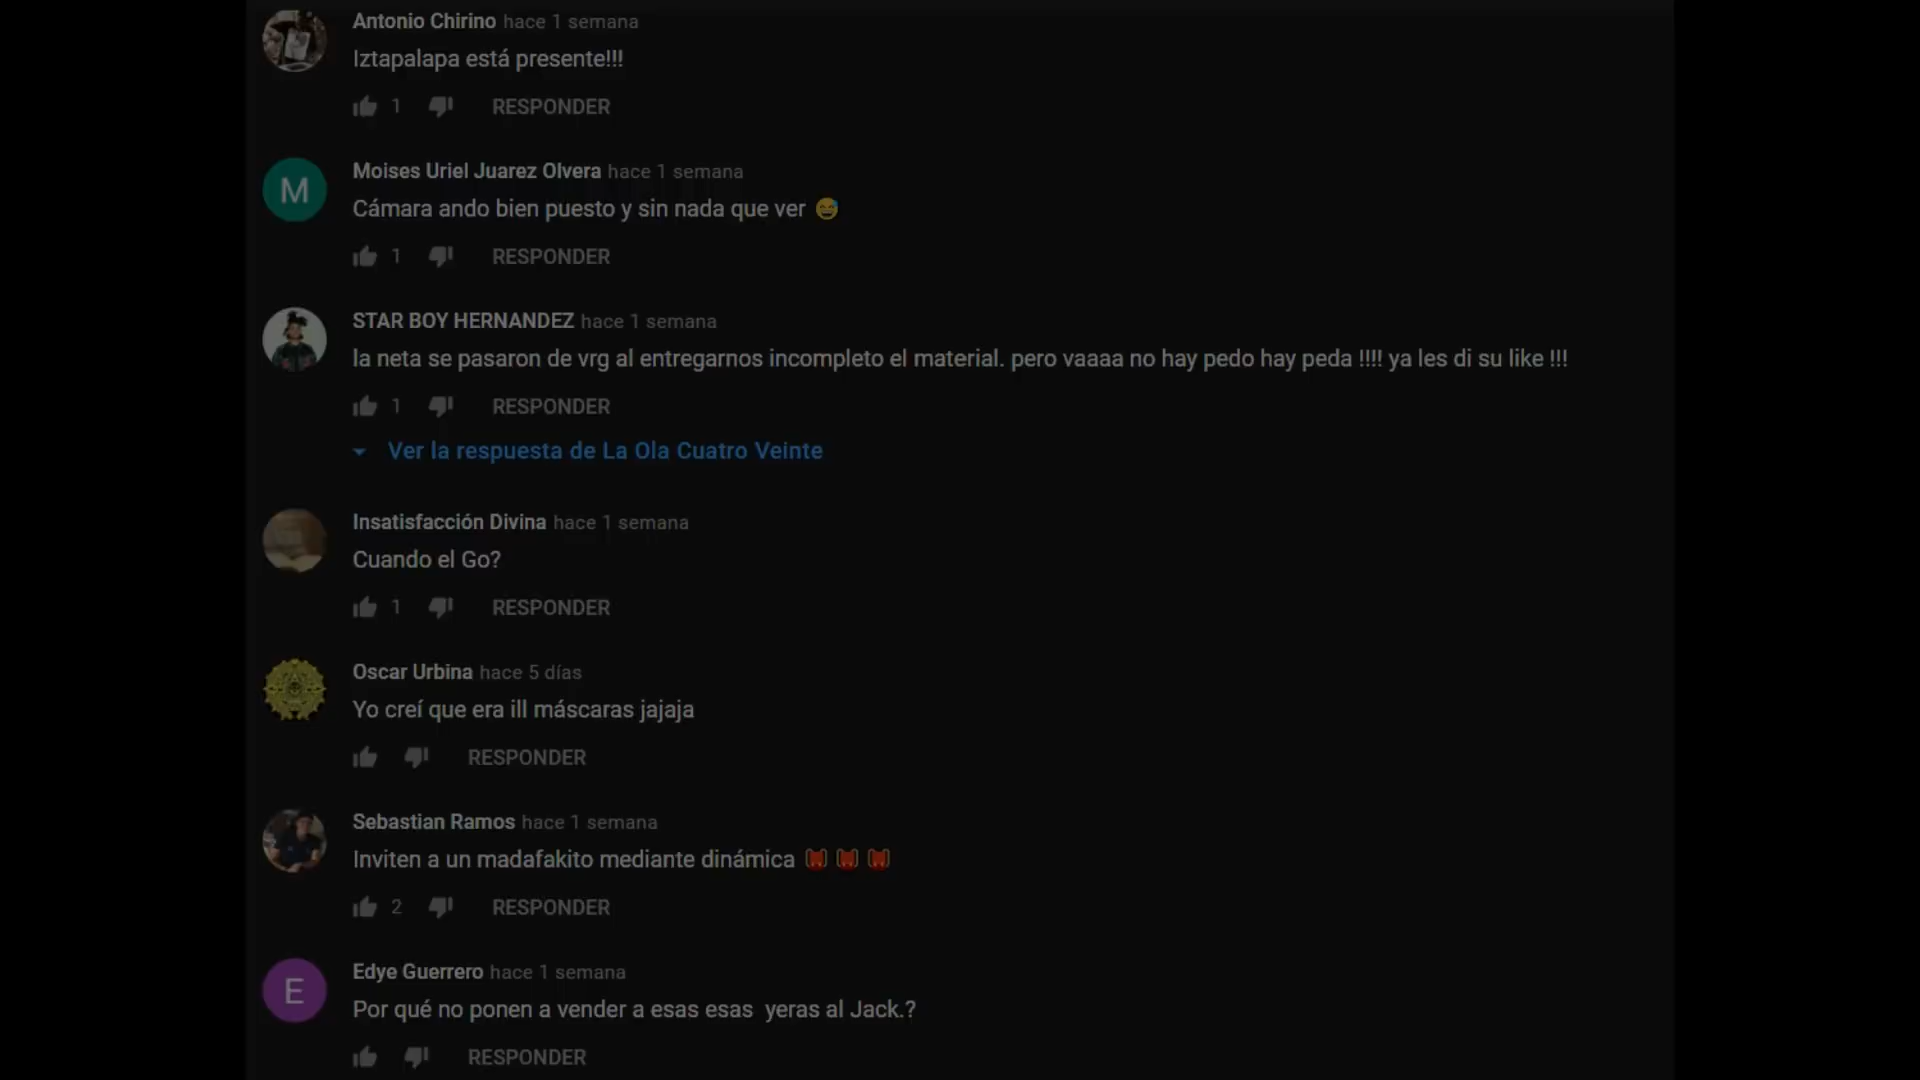 Antonio Chirino hace 1 semana
Iztapalapa está presente!!!
1 RESPONDER
M
Moises Uriel Juarez Olvera hace 1 semana
Cámara ando bien puesto y sin nada que ver 😅
1 RESPONDER
STAR BOY HERNANDEZ hace 1 semana
la neta se pasaron de vrg al entregarnos incompleto el material. pero vaaaa no hay pedo hay peda !!!! ya les di su like !!!
1 RESPONDER
Ver la respuesta de La Ola Cuatro Veinte
Insatisfacción Divina hace 1 semana
Cuando el Go?
1 RESPONDER
Oscar Urbina hace 5 días
Yo creí que era ill máscaras jajaja
RESPONDER
Sebastian Ramos hace 1 semana
Inviten a un madafakito mediante dinámica
2 RESPONDER
E
Edye Guerrero hace 1 semana
Por qué no ponen a vender a esas esas yeras al Jack.?
RESPONDER